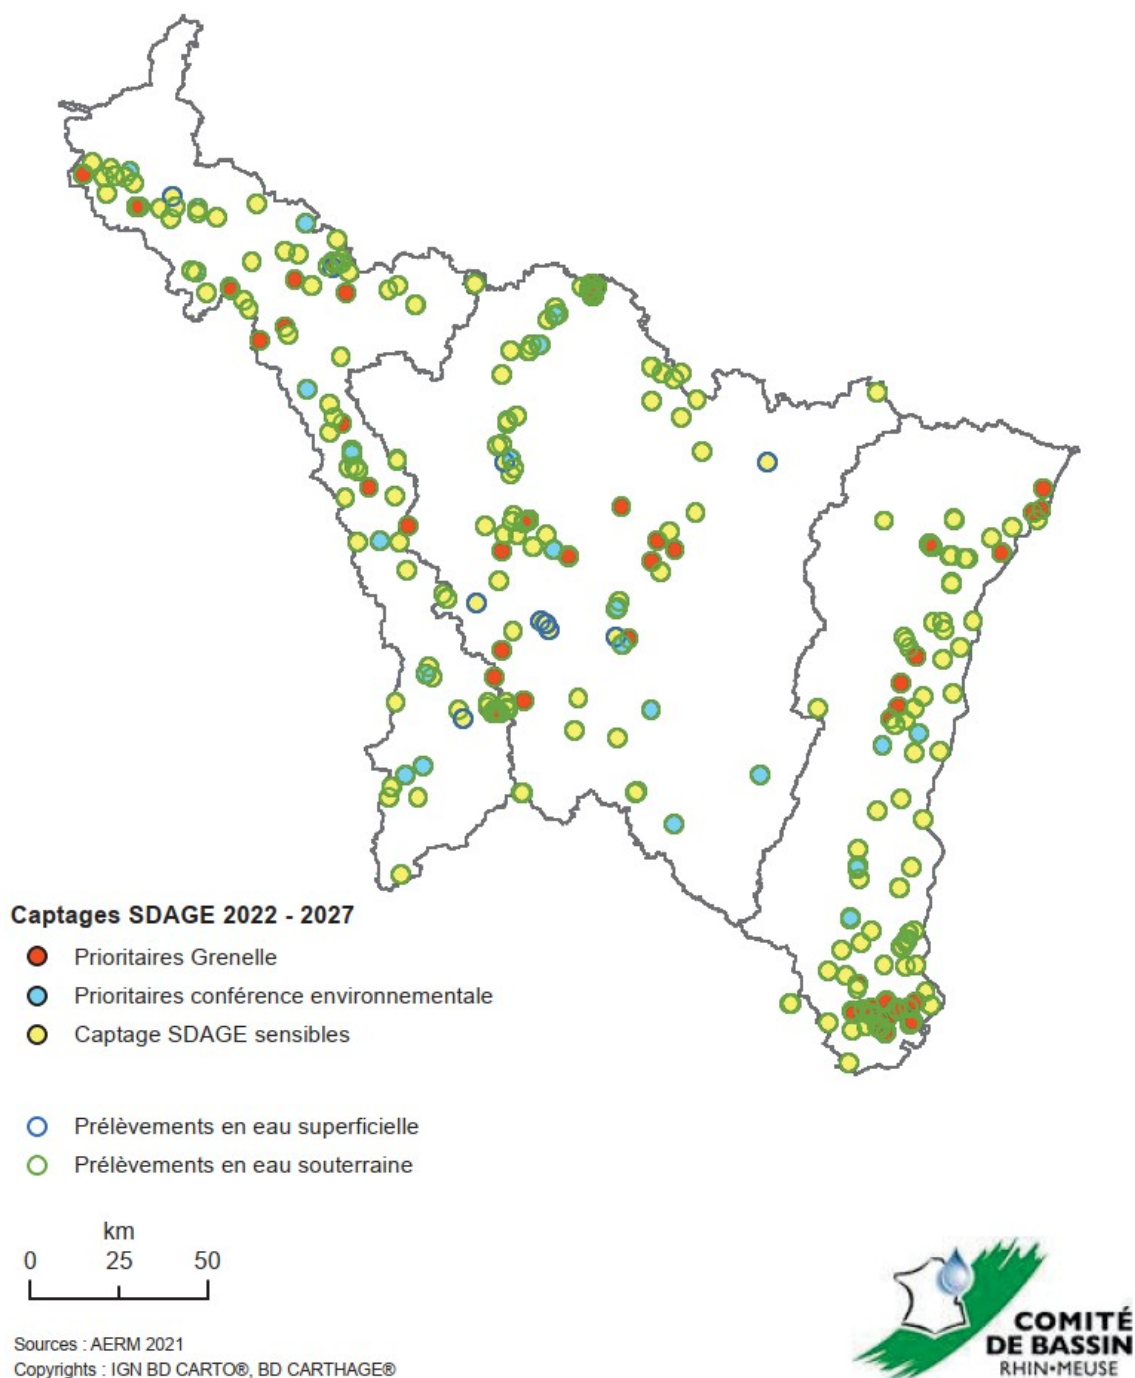 Captages SDAGE 2022 - 2027
Prioritaires Grenelle
Prioritaires conférence environnementale
Captage SDAGE sensibles
Prélèvements en eau superficielle
Prélèvements en eau souterraine
km
0 25 50
Sources : AERM 2021
Copyrights : IGN BD CARTO®, BD CARTHAGE®
COMITÉ
DE BASSIN
RHIN•MEUSE